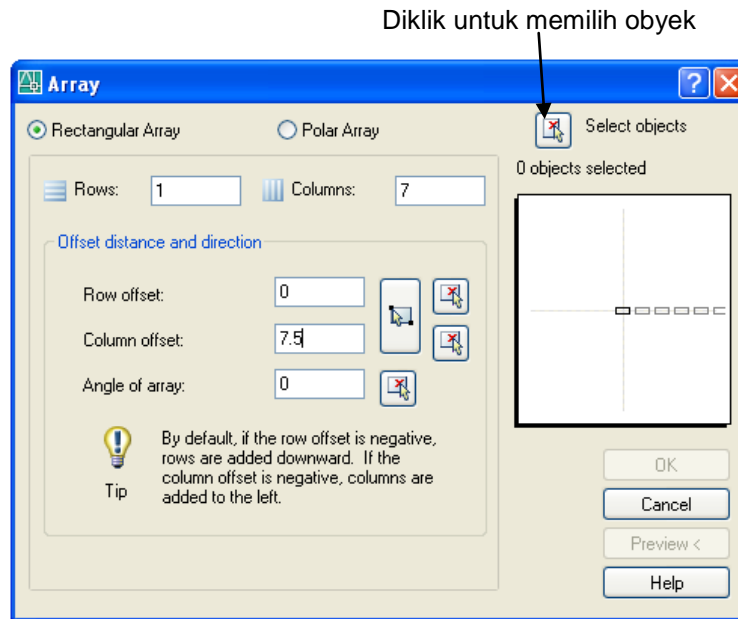 Diklik untuk memilih obyek
Array
Rectangular Array
Polar Array
Select objects
0 objects selected
Rows: 1
Columns: 7
Offset distance and direction
Row offset: 0
Column offset: 7.5
Angle of array: 0
By default, if the row offset is negative,
rows are added downward. If the
column offset is negative, columns are
added to the left.
Tip
OK
Cancel
Preview <
Help